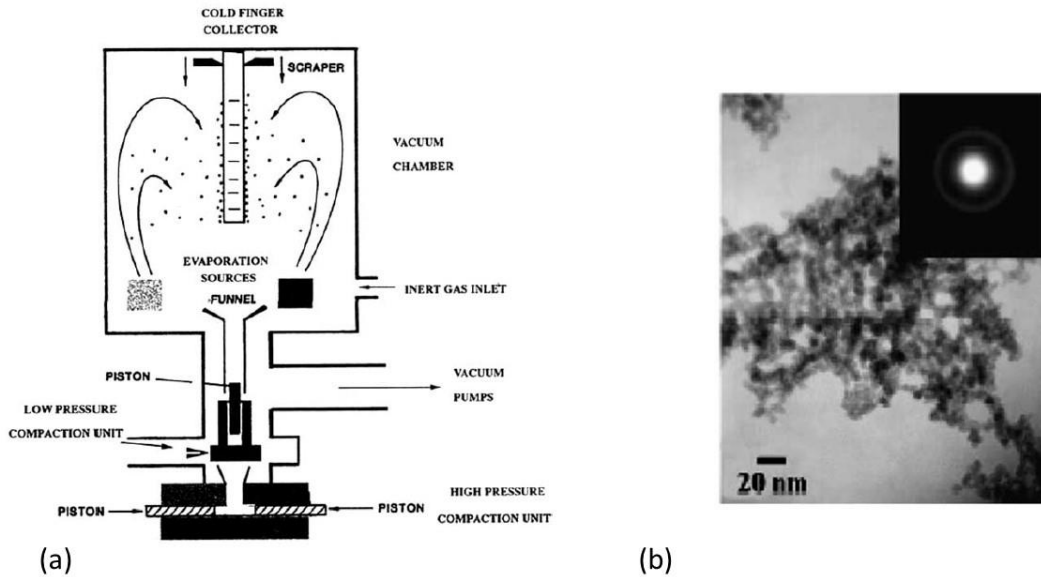 COLD FINGER
COLLECTOR
SCRAPER
VACUUM
CHAMBER
EVAPORATION
SOURCES
FUNNEL
INERT GAS INLET
PISTON
VACUUM
PUMPS
LOW PRESSURE
COMPACTION UNIT
PISTON
PISTON
HIGH PRESSURE
COMPACTION UNIT
(a)
20 nm
(b)